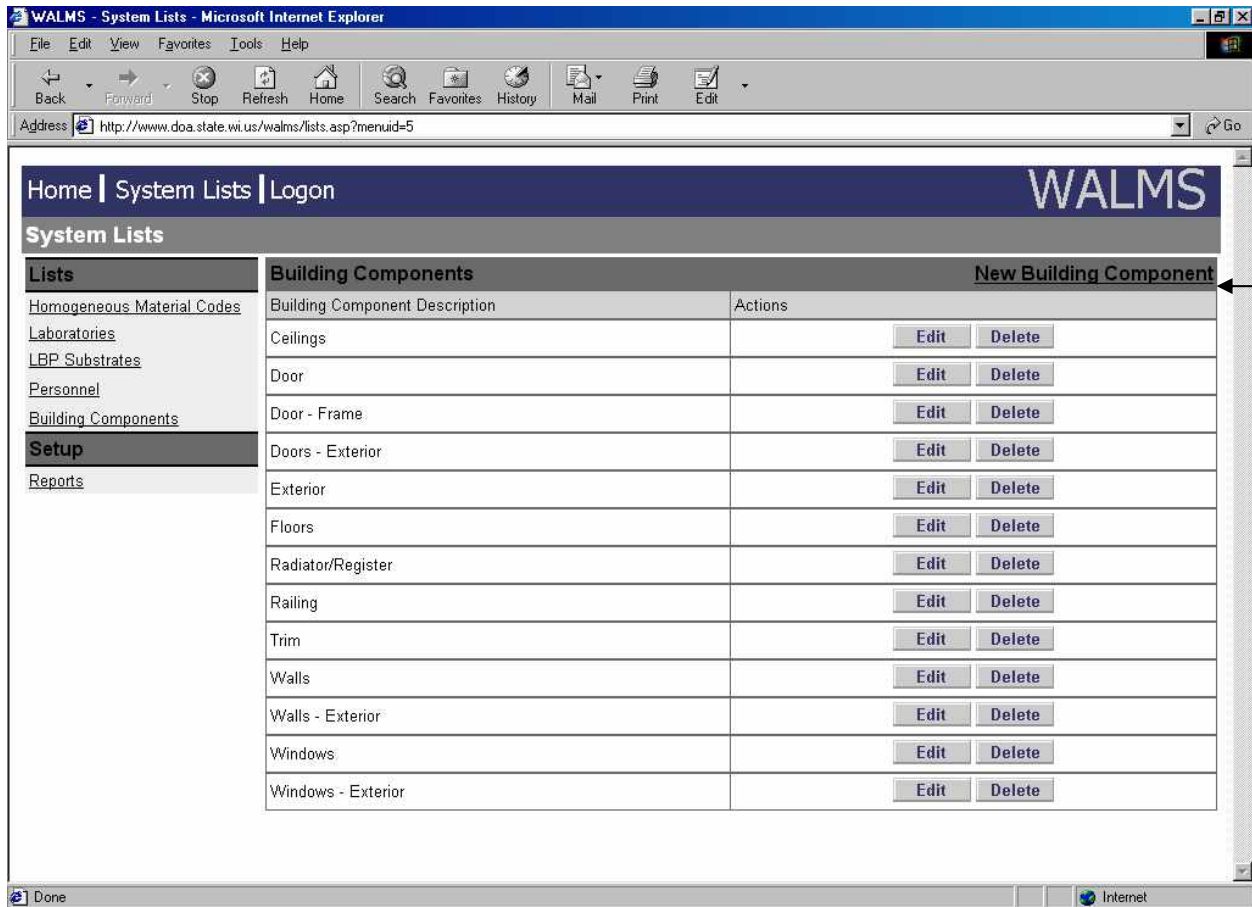 WALMS - System Lists - Microsoft Internet Explorer
File Edit View Favorites Tools Help
Back Forward Stop Refresh Home Search Favorites History Mail Print Edit
Address http://www.doa.state.wi.us/walms/lists.asp?menuid=5 Go
Home System Lists Logon WALMS
System Lists
Lists
Homogeneous Material Codes
Laboratories
LBP Substrates
Personnel
Building Components
Setup
Reports
Building Components New Building Component
Building Component Description Actions
Ceilings Edit Delete
Door Edit Delete
Door - Frame Edit Delete
Doors - Exterior Edit Delete
Exterior Edit Delete
Floors Edit Delete
Radiator/Register Edit Delete
Railing Edit Delete
Trim Edit Delete
Walls Edit Delete
Walls - Exterior Edit Delete
Windows Edit Delete
Windows - Exterior Edit Delete
Done Internet